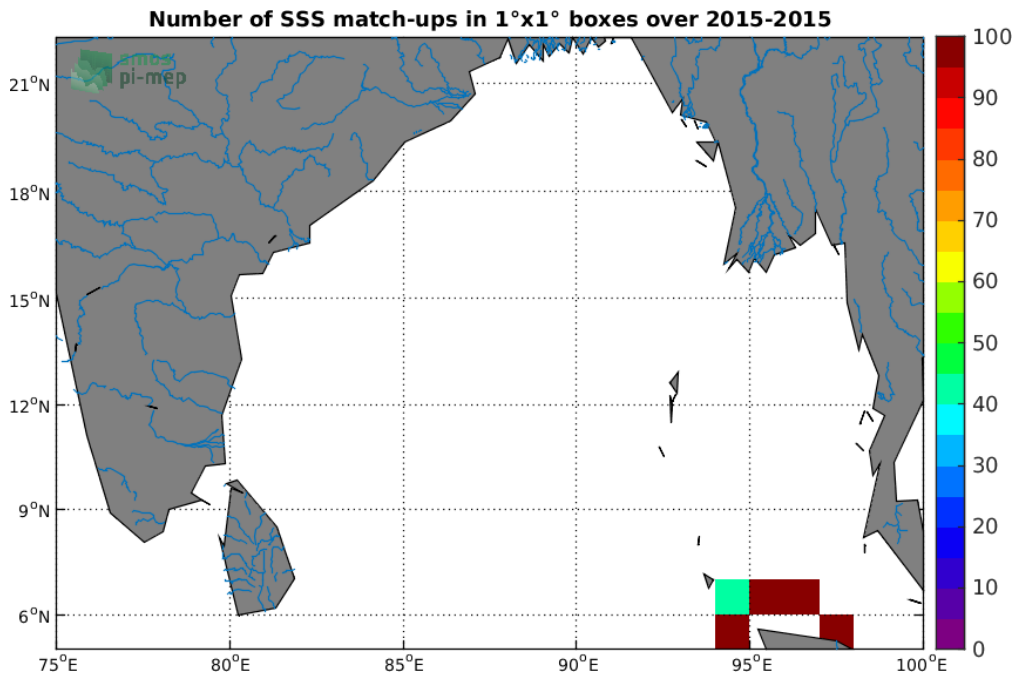 Number of SSS match-ups in 1°x1° boxes over 2015-2015
smos
pi-mep
21°N
18°N
15°N
12°N
9°N
6°N
75°E
80°E
85°E
90°E
95°E
100°E
100
90
80
70
60
50
40
30
20
10
0